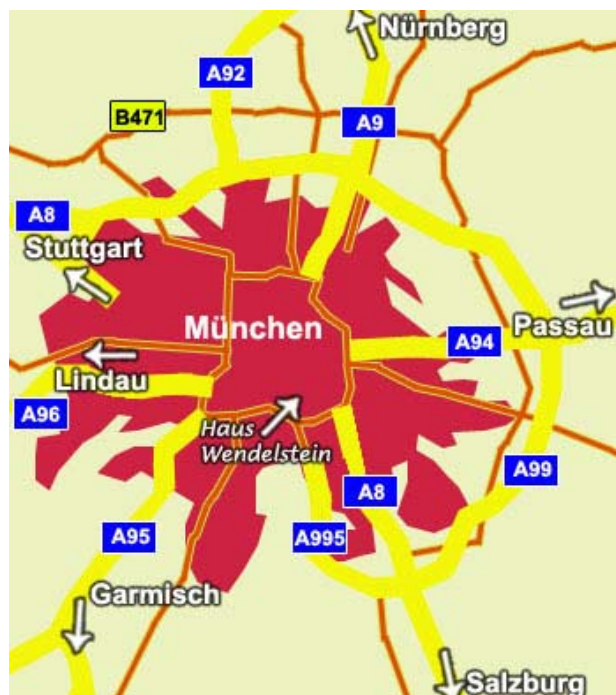 Nürnberg
A92
B471
A9
A8
Stuttgart
Passau
München
A94
Lindau
A96
Haus
Wendelstein
A99
A8
A95
A995
Garmisch
Salzburg